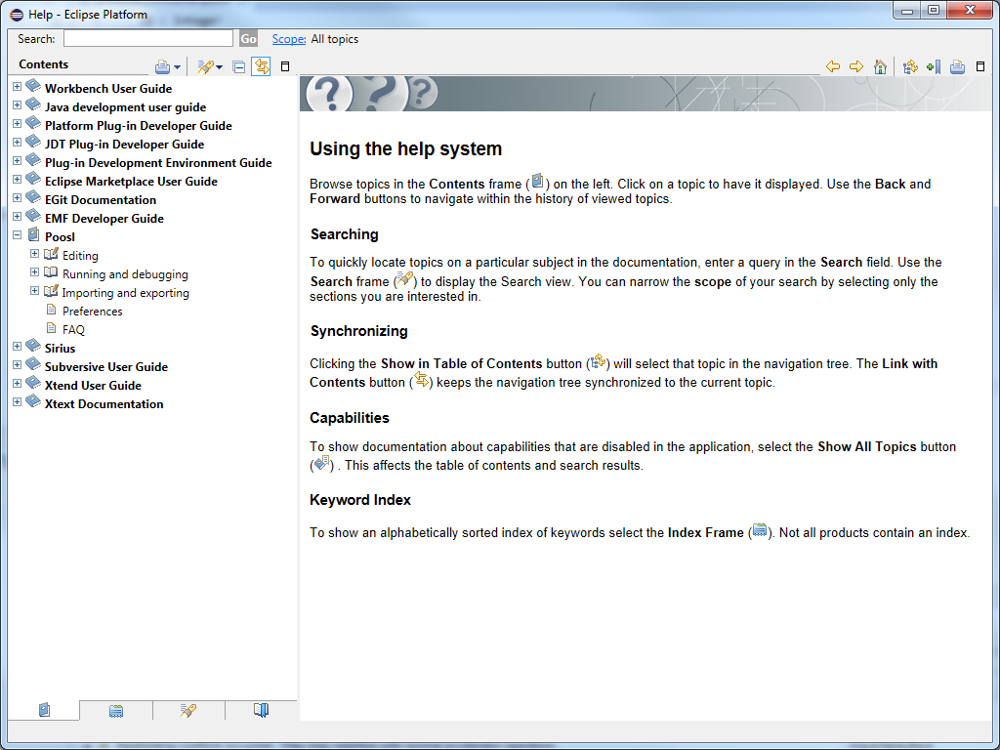 Help - Eclipse Platform
Search:
Go
Scope: All topics
Contents
Workbench User Guide
Java development user guide
Platform Plug-in Developer Guide
JDT Plug-in Developer Guide
Plug-in Development Environment Guide
Eclipse Marketplace User Guide
EGit Documentation
EMF Developer Guide
Poosl
Editing
Running and debugging
Importing and exporting
Preferences
FAQ
Sirius
Subversive User Guide
Xtend User Guide
Xtext Documentation
???
Using the help system
Browse topics in the Contents frame ( ) on the left. Click on a topic to have it displayed. Use the Back and
Forward buttons to navigate within the history of viewed topics.
Searching
To quickly locate topics on a particular subject in the documentation, enter a query in the Search field. Use the
Search frame ( ) to display the Search view. You can narrow the scope of your search by selecting only the
sections you are interested in.
Synchronizing
Clicking the Show in Table of Contents button ( ) will select that topic in the navigation tree. The Link with
Contents button ( ) keeps the navigation tree synchronized to the current topic.
Capabilities
To show documentation about capabilities that are disabled in the application, select the Show All Topics button
( ) . This affects the table of contents and search results.
Keyword Index
To show an alphabetically sorted index of keywords select the Index Frame ( ). Not all products contain an index.